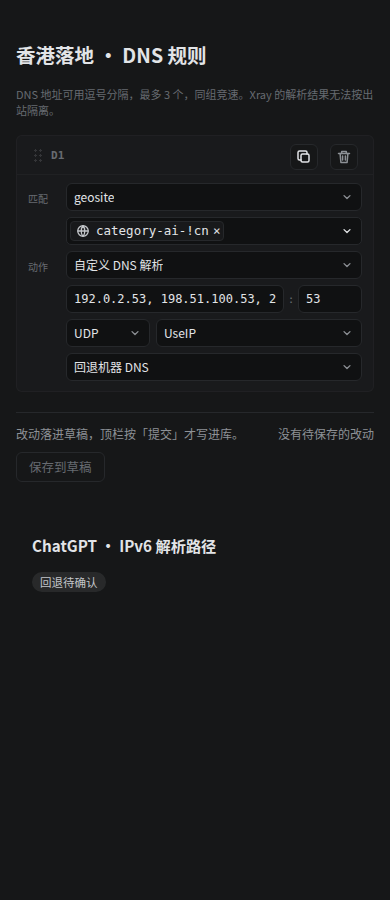 香港落地 · DNS 规则
DNS 地址可用逗号分隔，最多 3 个，同组竞速。Xray 的解析结果无法按出
站隔离。
D1
匹配
geosite
category-ai-!cn ×
动作
自定义 DNS 解析
192.0.2.53, 198.51.100.53, 2
:
53
UDP
UseIP
回退机器 DNS
改动落进草稿，顶栏按「提交」才写进库。
没有待保存的改动
保存到草稿
ChatGPT · IPv6 解析路径
回退待确认